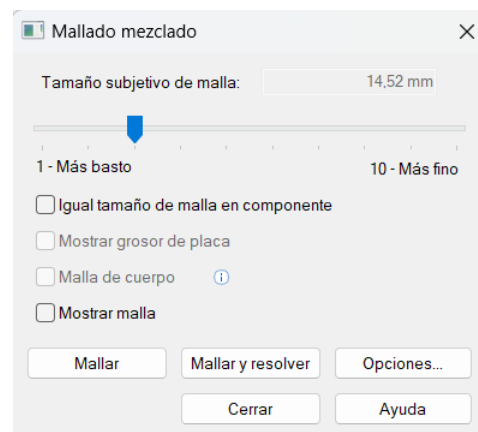 Mallado mezclado
Tamaño subjetivo de malla: 14,52 mm
1 - Más basto 10 - Más fino
Igual tamaño de malla en componente
Mostrar grosor de placa
Malla de cuerpo
Mostrar malla
Mallar Mallar y resolver Opciones...
Cerrar Ayuda